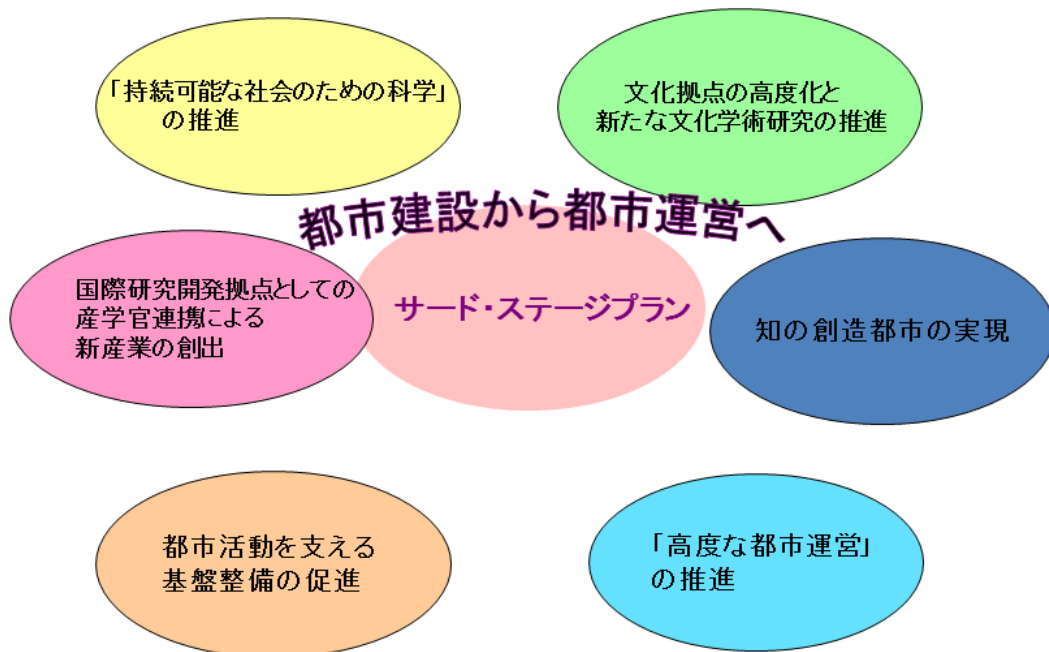 「持続可能な社会のための科学」
の推進
文化拠点の高度化と
新たな文化学術研究の推進
都市建設から都市運営へ
国際研究開発拠点としての
産学官連携による
新産業の創出
サード・ステージプラン
知の創造都市の実現
都市活動を支える
基盤整備の促進
「高度な都市運営」
の推進